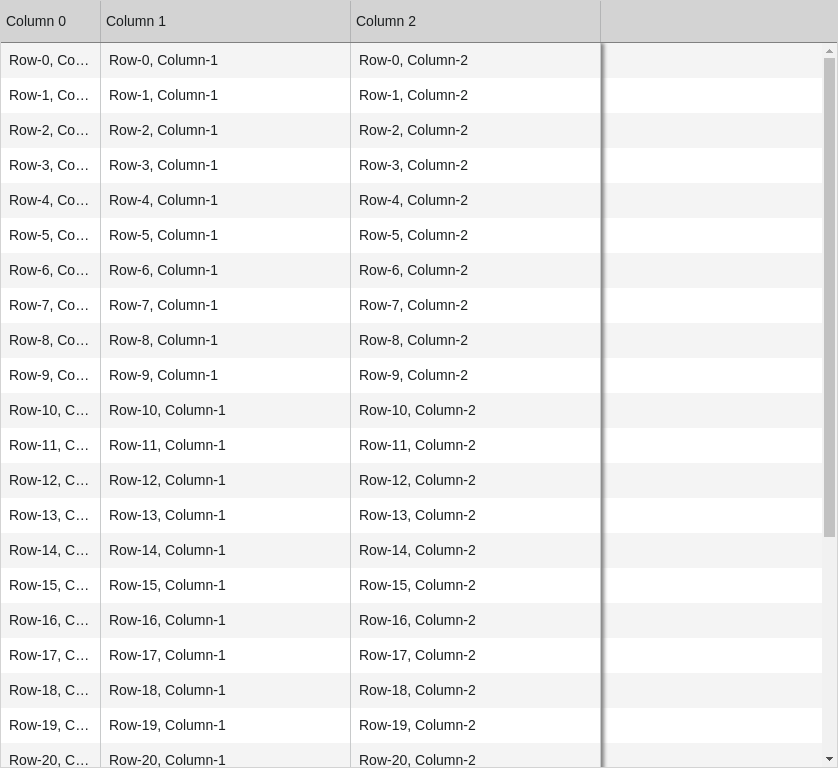 Column 0 Column 1 Column 2
Row-0, Co… Row-0, Column-1 Row-0, Column-2
Row-1, Co… Row-1, Column-1 Row-1, Column-2
Row-2, Co… Row-2, Column-1 Row-2, Column-2
Row-3, Co… Row-3, Column-1 Row-3, Column-2
Row-4, Co… Row-4, Column-1 Row-4, Column-2
Row-5, Co… Row-5, Column-1 Row-5, Column-2
Row-6, Co… Row-6, Column-1 Row-6, Column-2
Row-7, Co… Row-7, Column-1 Row-7, Column-2
Row-8, Co… Row-8, Column-1 Row-8, Column-2
Row-9, Co… Row-9, Column-1 Row-9, Column-2
Row-10, C… Row-10, Column-1 Row-10, Column-2
Row-11, C… Row-11, Column-1 Row-11, Column-2
Row-12, C… Row-12, Column-1 Row-12, Column-2
Row-13, C… Row-13, Column-1 Row-13, Column-2
Row-14, C… Row-14, Column-1 Row-14, Column-2
Row-15, C… Row-15, Column-1 Row-15, Column-2
Row-16, C… Row-16, Column-1 Row-16, Column-2
Row-17, C… Row-17, Column-1 Row-17, Column-2
Row-18, C… Row-18, Column-1 Row-18, Column-2
Row-19, C… Row-19, Column-1 Row-19, Column-2
Row-20, C… Row-20, Column-1 Row-20, Column-2